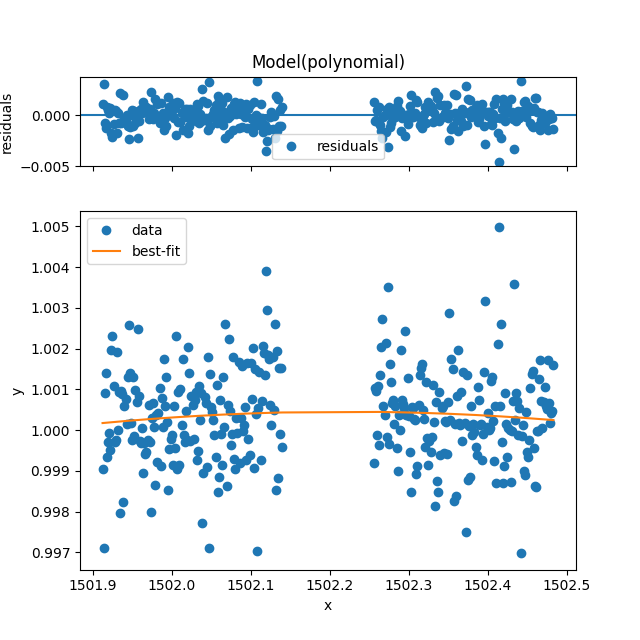 Model(polynomial)
residuals
0.000
−0.005
residuals
data
best-fit
y
1.005
1.004
1.003
1.002
1.001
1.000
0.999
0.998
0.997
1501.9 1502.0 1502.1 1502.2 1502.3 1502.4 1502.5
x